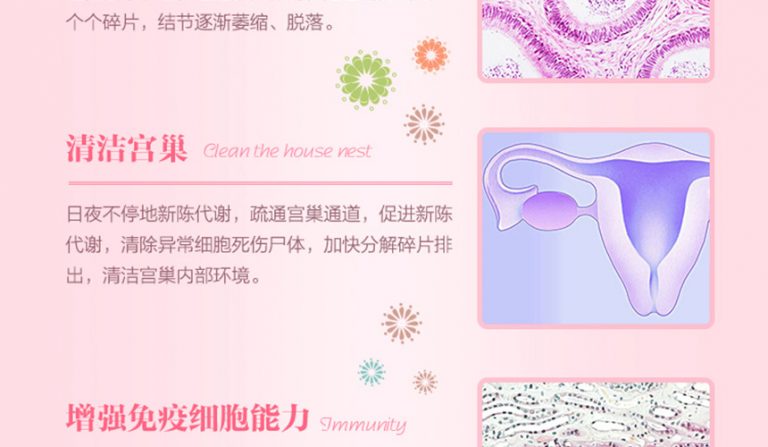 个个碎片，结节逐渐萎缩、脱落。
清洁宫巢 Clean the house nest
日夜不停地新陈代谢，疏通宫巢通道，促进新陈
代谢，清除异常细胞死伤尸体，加快分解碎片排
出，清洁宫巢内部环境。
增强免疫细胞能力 Immunity